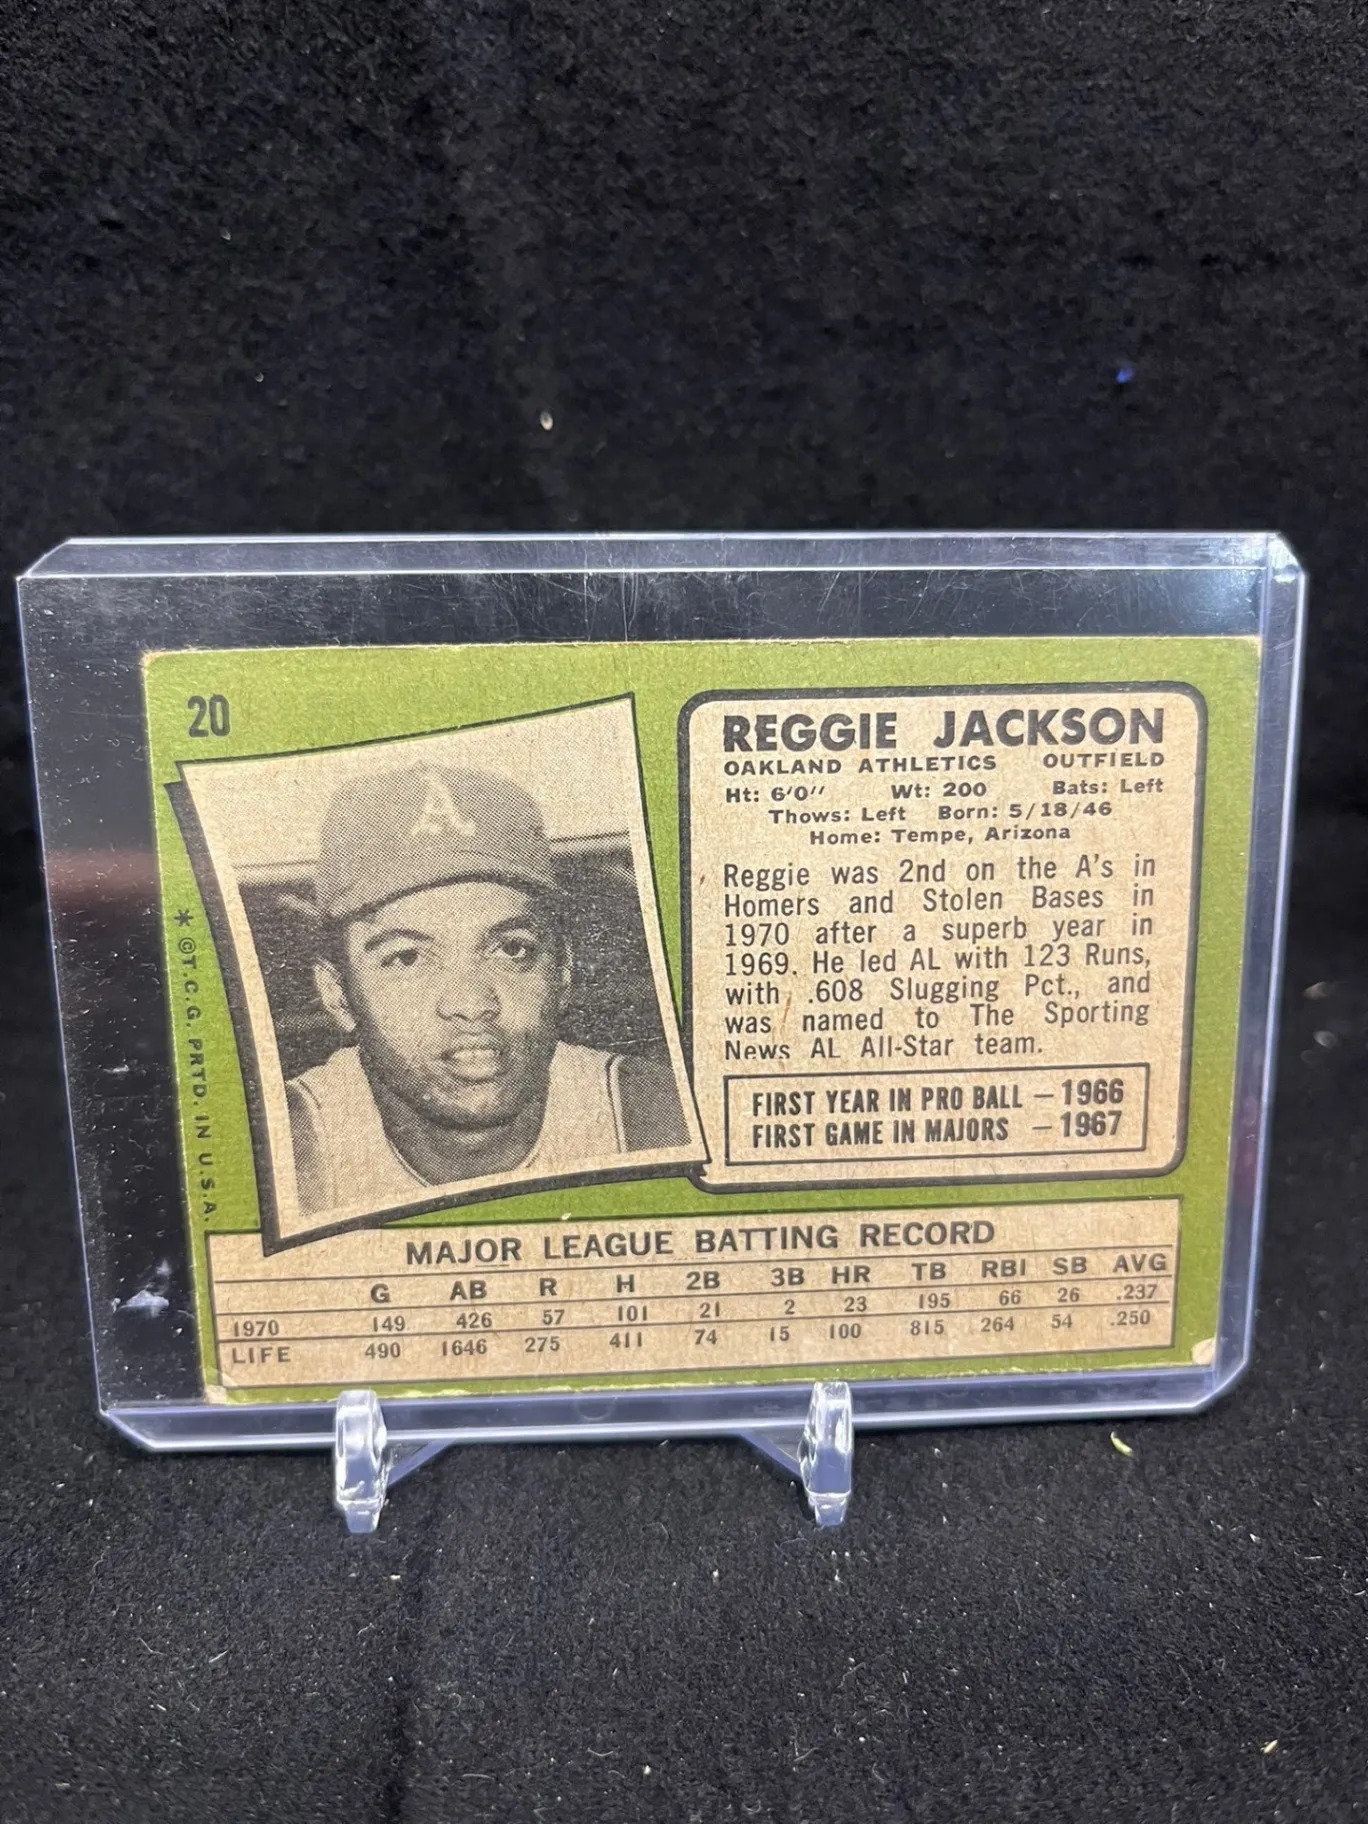 20
REGGIE JACKSON
OAKLAND ATHLETICS OUTFIELD
Ht: 6'0" Wt: 200 Bats: Left
Thows: Left Born: 5/18/46
Home: Tempe, Arizona
Reggie was 2nd on the A's in
Homers and Stolen Bases in
1970 after a superb year in
1969. He led AL with 123 Runs,
with .608 Slugging Pct., and
was named to The Sporting
News AL All-Star team.
FIRST YEAR IN PRO BALL — 1966
FIRST GAME IN MAJORS — 1967
A
* ©T.C.G. PRTD. IN U.S.A.
MAJOR LEAGUE BATTING RECORD
G AB R H 2B 3B HR TB RBI SB AVG
1970 149 426 57 101 21 2 23 195 66 26 .237
LIFE 490 1646 275 411 74 15 100 815 264 54 .250